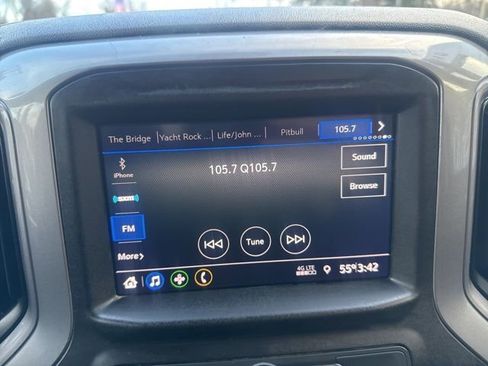 The Bridge
Yacht Rock ...
Life/John ...
Pitbull
105.7
iPhone
105.7 Q105.7
Sound
sxm
Browse
FM
Tune
More
4G LTE
55° 3:42